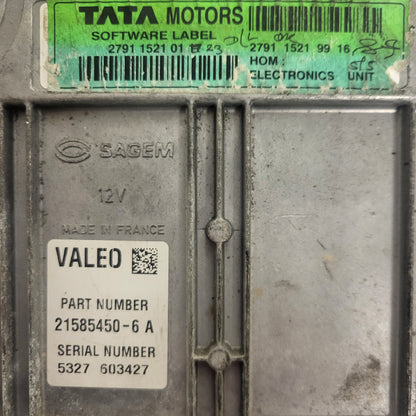 TATA MOTORS
SOFTWARE LABEL
2791 1521 01 23 2791 1521 99 16
HOM :
ELECTRONICS UNIT
SAGEM
12V
MADE IN FRANCE
VALEO
PART NUMBER
21585450-6 A
SERIAL NUMBER
5327 603427